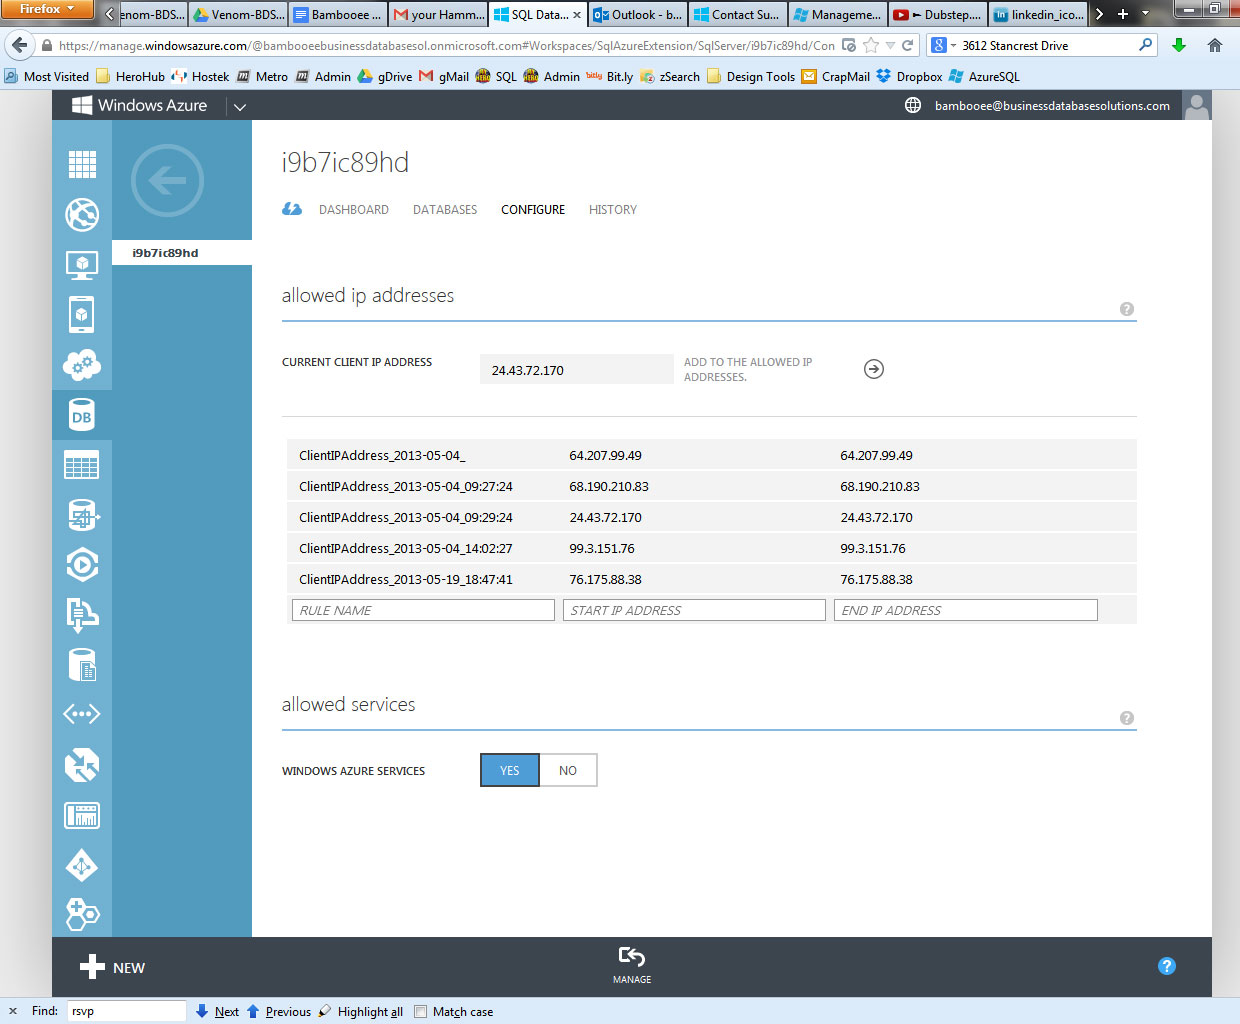 Firefox
enom-BDS...
Venom-BDS...
Bambooee ...
your Hamm...
SQL Data...
Outlook - b...
Contact Su...
Manageme...
Dubstep....
linkedin_ico...
https://manage.windowsazure.com/@bambooeebusinessdatabasesol.onmicrosoft.com#Workspaces/SqlAzureExtension/SqlServer/i9b7ic89hd/Con
3612 Stancrest Drive
Most Visited HeroHub Hostek Metro Admin gDrive gMail SQL Admin bitly Bit.ly zSearch Design Tools CrapMail Dropbox AzureSQL
Windows Azure
bambooee@businessdatabasesolutions.com
i9b7ic89hd
i9b7ic89hd
DASHBOARD DATABASES CONFIGURE HISTORY
allowed ip addresses
?
CURRENT CLIENT IP ADDRESS
24.43.72.170
ADD TO THE ALLOWED IP
ADDRESSES.
ClientIPAddress_2013-05-04_ 64.207.99.49 64.207.99.49
ClientIPAddress_2013-05-04_09:27:24 68.190.210.83 68.190.210.83
ClientIPAddress_2013-05-04_09:29:24 24.43.72.170 24.43.72.170
ClientIPAddress_2013-05-04_14:02:27 99.3.151.76 99.3.151.76
ClientIPAddress_2013-05-19_18:47:41 76.175.88.38 76.175.88.38
RULE NAME START IP ADDRESS END IP ADDRESS
DB
allowed services
?
WINDOWS AZURE SERVICES YES NO
NEW
MANAGE
?
Find: rsvp Next Previous Highlight all Match case